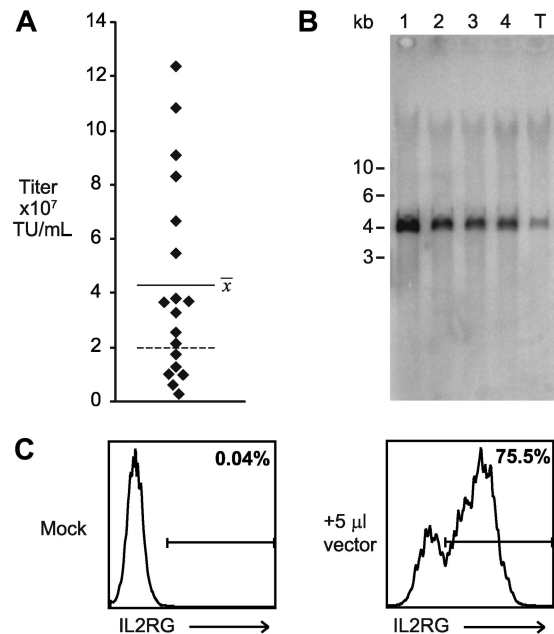 A
14
12
10
8
6
4
2
0
Titer
x10⁷
TU/mL
x̅
B
kb 1 2 3 4 T
10
6
4
3
C
Mock
0.04%
IL2RG
+5 µl
vector
75.5%
IL2RG